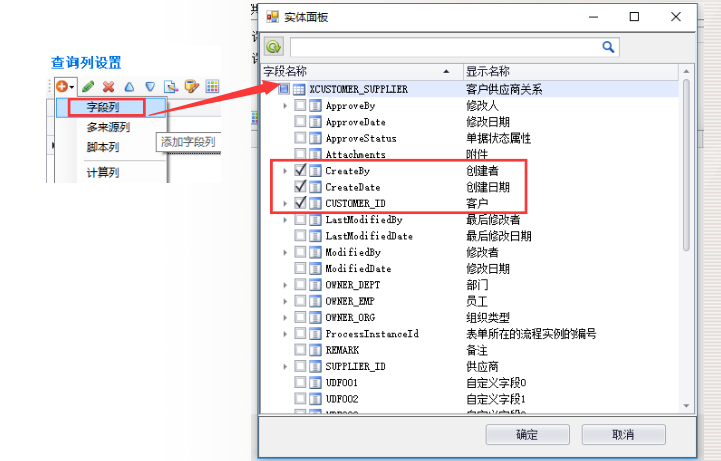 查询列设置
字段列
多来源列
脚本列
计算列
添加字段列
实体面板
字段名称 显示名称
XCUSTOMER_SUPPLIER 客户供应商关系
ApproveBy 修改人
ApproveDate 修改日期
ApproveStatus 单据状态属性
Attachments 附件
CreateBy 创建者
CreateDate 创建日期
CUSTOMER_ID 客户
LastModifiedBy 最后修改者
LastModifiedDate 最后修改日期
ModifiedBy 修改者
ModifiedDate 修改日期
OWNER_DEPT 部门
OWNER_EMP 员工
OWNER_ORG 组织类型
ProcessInstanceId 表单所在的流程实例的编号
REMARK 备注
SUPPLIER_ID 供应商
UDF001 自定义字段0
UDF002 自定义字段1
确定 取消